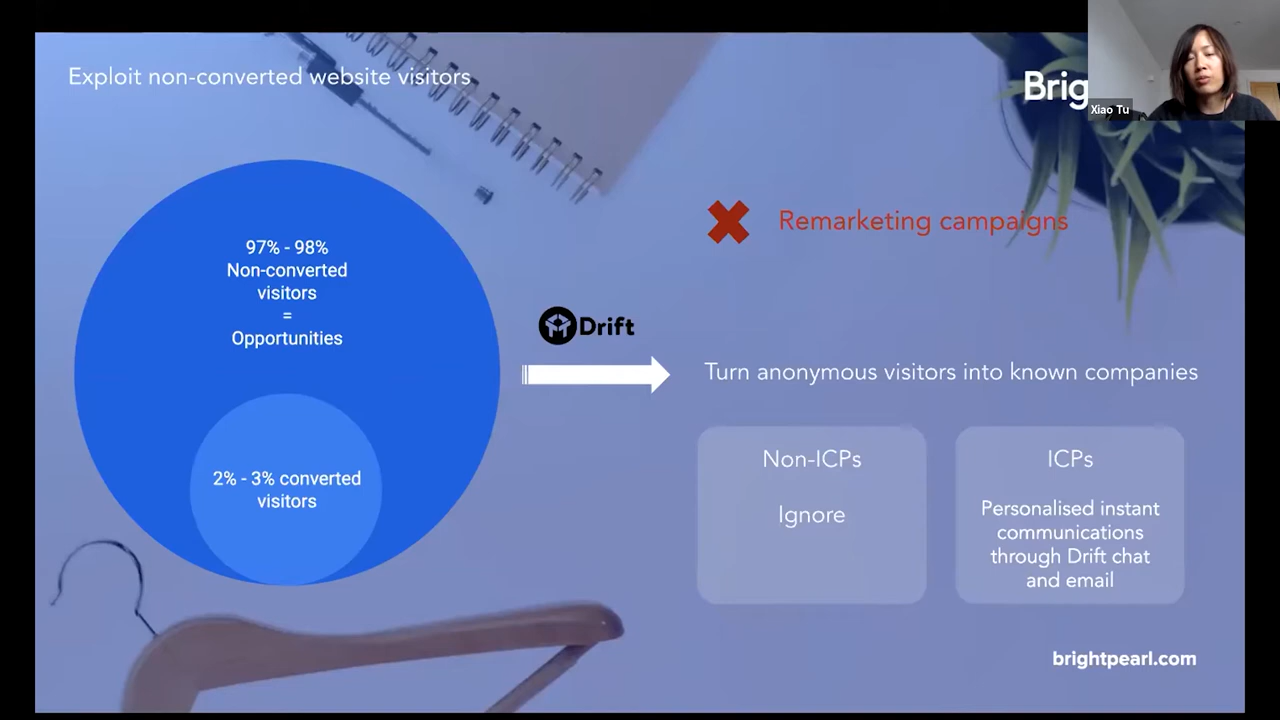 Exploit non-converted website visitors
Brig
Xiao Tu
97% - 98%
Non-converted
visitors
=
Opportunities
2% - 3% converted
visitors
Drift
Remarketing campaigns
Turn anonymous visitors into known companies
Non-ICPs
Ignore
ICPs
Personalised instant
communications
through Drift chat
and email
brightpearl.com